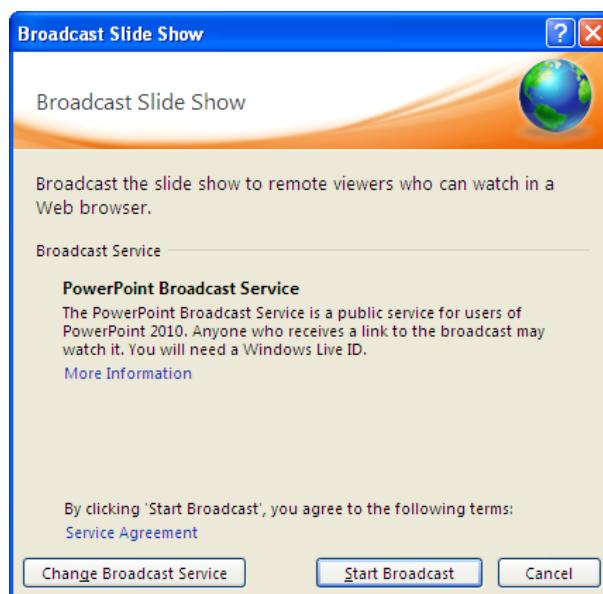 Broadcast Slide Show
Broadcast Slide Show
Broadcast the slide show to remote viewers who can watch in a
Web browser.
Broadcast Service
PowerPoint Broadcast Service
The PowerPoint Broadcast Service is a public service for users of
PowerPoint 2010. Anyone who receives a link to the broadcast may
watch it. You will need a Windows Live ID.
More Information
By clicking 'Start Broadcast', you agree to the following terms:
Service Agreement
Change Broadcast Service Start Broadcast Cancel